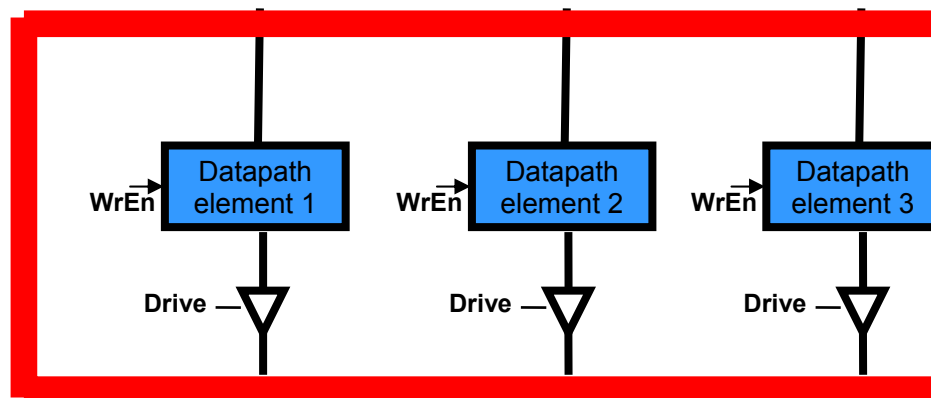 Datapath
element 1
Datapath
element 2
Datapath
element 3
WrEn
WrEn
WrEn
Drive
Drive
Drive